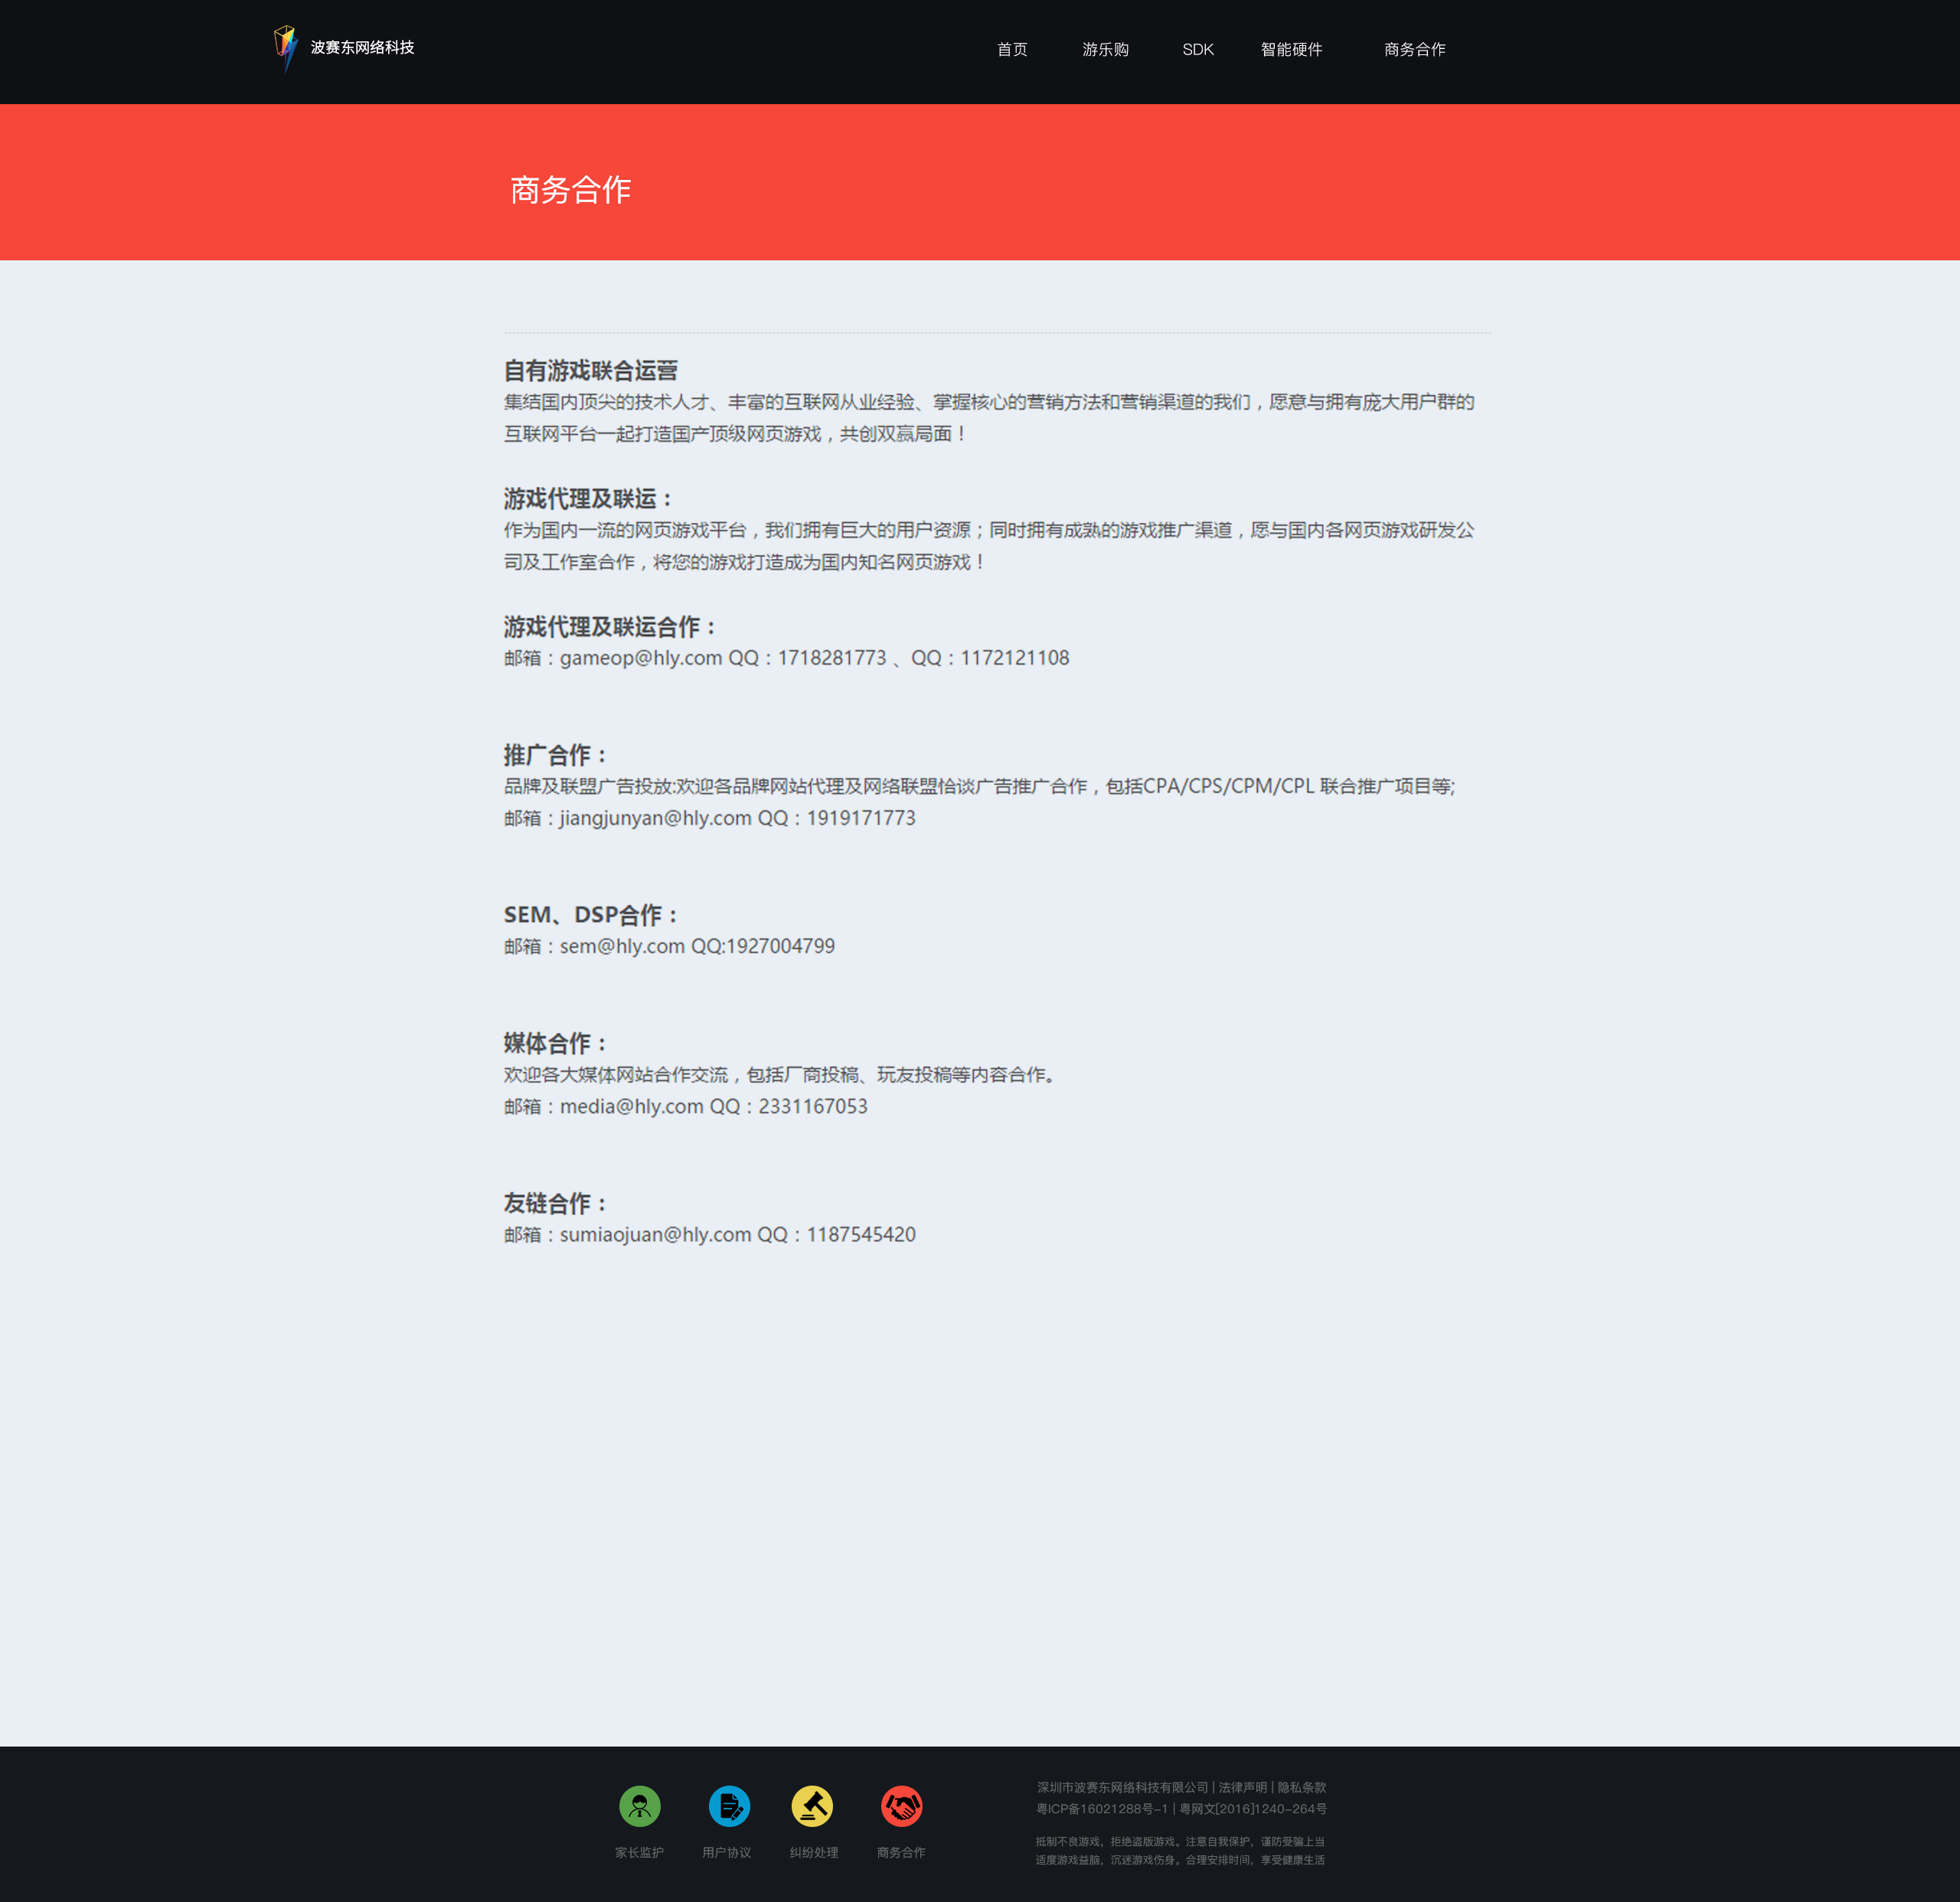 波赛东网络科技
首页 游乐购 SDK 智能硬件 商务合作
商务合作
自有游戏联合运营
集结国内顶尖的技术人才、丰富的互联网从业经验、掌握核心的营销方法和营销渠道的我们，愿意与拥有庞大用户群的
互联网平台一起打造国产顶级网页游戏，共创双赢局面！
游戏代理及联运：
作为国内一流的网页游戏平台，我们拥有巨大的用户资源；同时拥有成熟的游戏推广渠道，愿与国内各网页游戏研发公
司及工作室合作，将您的游戏打造成为国内知名网页游戏！
游戏代理及联运合作：
邮箱：gameop@hly.com QQ：1718281773 、QQ：1172121108
推广合作：
品牌及联盟广告投放:欢迎各品牌网站代理及网络联盟恰谈广告推广合作，包括CPA/CPS/CPM/CPL 联合推广项目等;
邮箱：jiangjunyan@hly.com QQ：1919171773
SEM、DSP合作：
邮箱：sem@hly.com QQ:1927004799
媒体合作：
欢迎各大媒体网站合作交流，包括厂商投稿、玩友投稿等内容合作。
邮箱：media@hly.com QQ：2331167053
友链合作：
邮箱：sumiaojuan@hly.com QQ：1187545420
家长监护 用户协议 纠纷处理 商务合作
深圳市波赛东网络科技有限公司 | 法律声明 | 隐私条款
粤ICP备16021288号-1 | 粤网文[2016]1240-264号
抵制不良游戏，拒绝盗版游戏。注意自我保护，谨防受骗上当
适度游戏益脑，沉迷游戏伤身。合理安排时间，享受健康生活